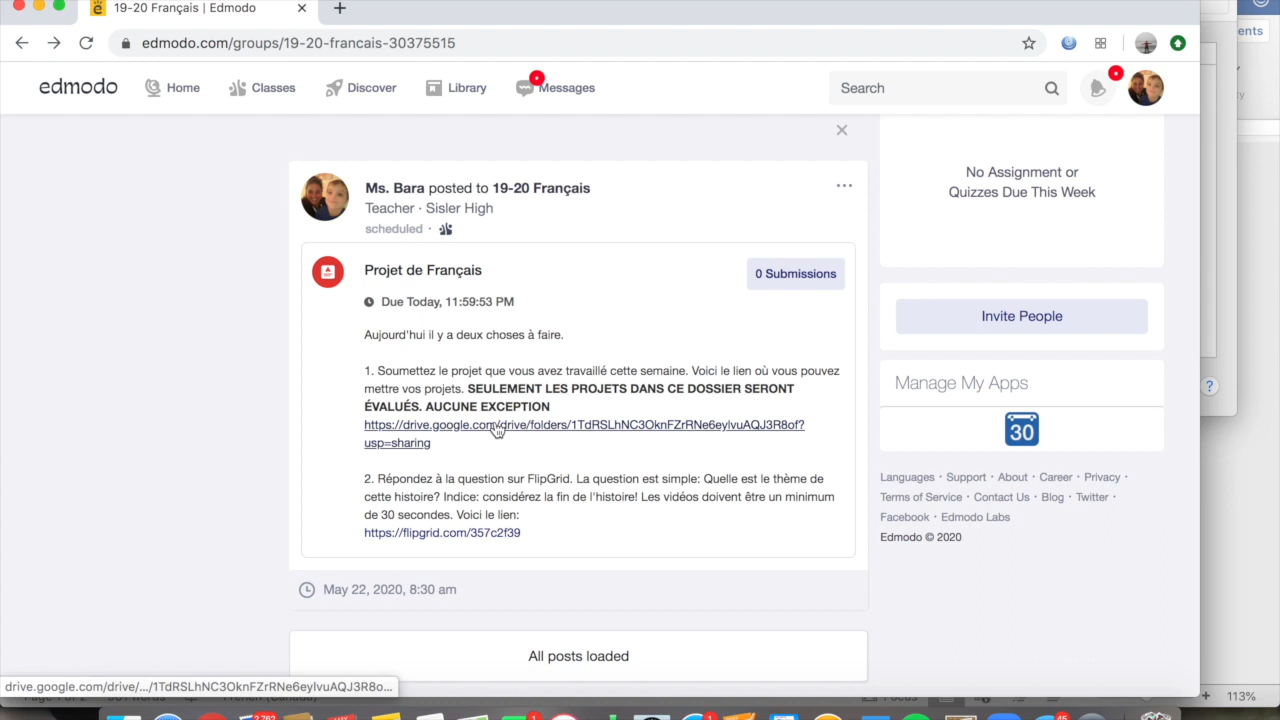 19-20 Français | Edmodo
edmodo.com/groups/19-20-francais-30375515
ents
edmodo
Home
Classes
Discover
Library
Messages
Search
No Assignment or
Quizzes Due This Week
Ms. Bara posted to 19-20 Français
Teacher · Sisler High
scheduled ·
Projet de Français
0 Submissions
Due Today, 11:59:53 PM
Aujourd'hui il y a deux choses à faire.
1. Soumettez le projet que vous avez travaillé cette semaine. Voici le lien où vous pouvez
mettre vos projets. SEULEMENT LES PROJETS DANS CE DOSSIER SERONT
ÉVALUÉS. AUCUNE EXCEPTION
https://drive.google.com/drive/folders/1TdRSLhNC3OknFZrRNe6eylvuAQJ3R8of?
usp=sharing
2. Répondez à la question sur FlipGrid. La question est simple: Quelle est le thème de
cette histoire? Indice: considérez la fin de l'histoire! Les vidéos doivent être un minimum
de 30 secondes. Voici le lien:
https://flipgrid.com/357c2f39
May 22, 2020, 8:30 am
All posts loaded
Invite People
Manage My Apps
30
Languages · Support · About · Career · Privacy ·
Terms of Service · Contact Us · Blog · Twitter ·
Facebook · Edmodo Labs
Edmodo © 2020
?
drive.google.com/drive/.../1TdRSLhNC3OknFZrRNe6eylvuAQJ3R8o...
113%